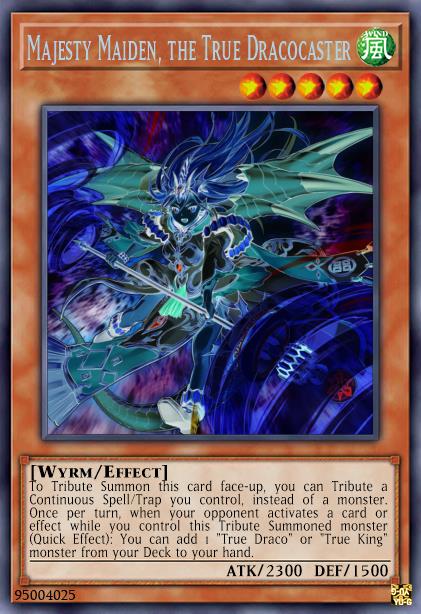 Majesty Maiden, the True Dracocaster
WIND
風
[Wyrm/Effect]
To Tribute Summon this card face-up, you can Tribute a
Continuous Spell/Trap you control, instead of a monster.
Once per turn, when your opponent activates a card or
effect while you control this Tribute Summoned monster
(Quick Effect): You can add 1 "True Draco" or "True King"
monster from your Deck to your hand.
ATK/2300 DEF/1500
95004025